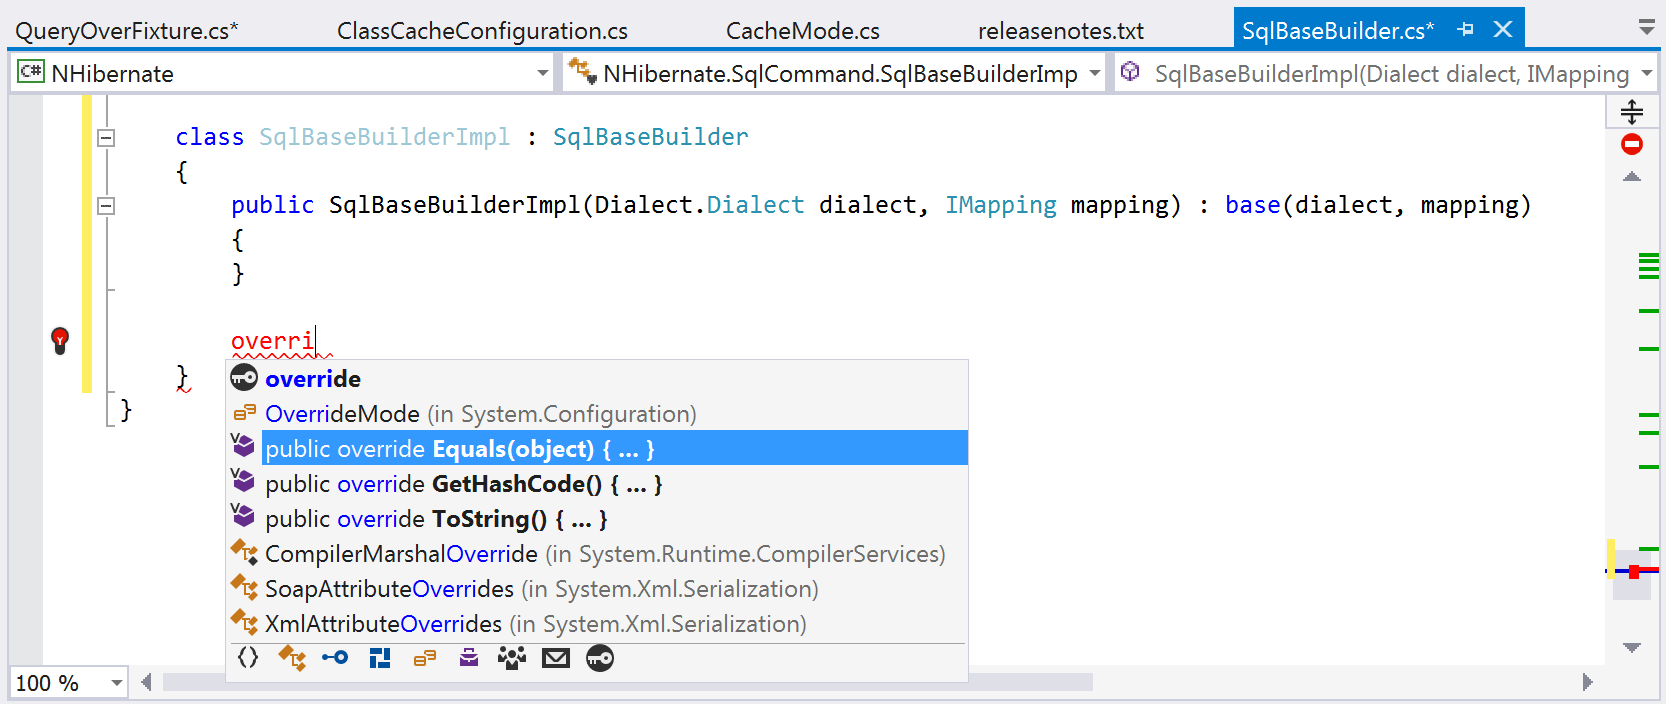 QueryOverFixture.cs* ClassCacheConfiguration.cs CacheMode.cs releasenotes.txt SqlBaseBuilder.cs*
C# NHibernate NHibernate.SqlCommand.SqlBaseBuilderImp SqlBaseBuilderImpl(Dialect dialect, IMapping
class SqlBaseBuilderImpl : SqlBaseBuilder
{
public SqlBaseBuilderImpl(Dialect.Dialect dialect, IMapping mapping) : base(dialect, mapping)
{
}
overri
override
}
OverrideMode (in System.Configuration)
}
public override Equals(object) { ... }
public override GetHashCode() { ... }
public override ToString() { ... }
CompilerMarshalOverride (in System.Runtime.CompilerServices)
SoapAttributeOverrides (in System.Xml.Serialization)
XmlAttributeOverrides (in System.Xml.Serialization)
100 %